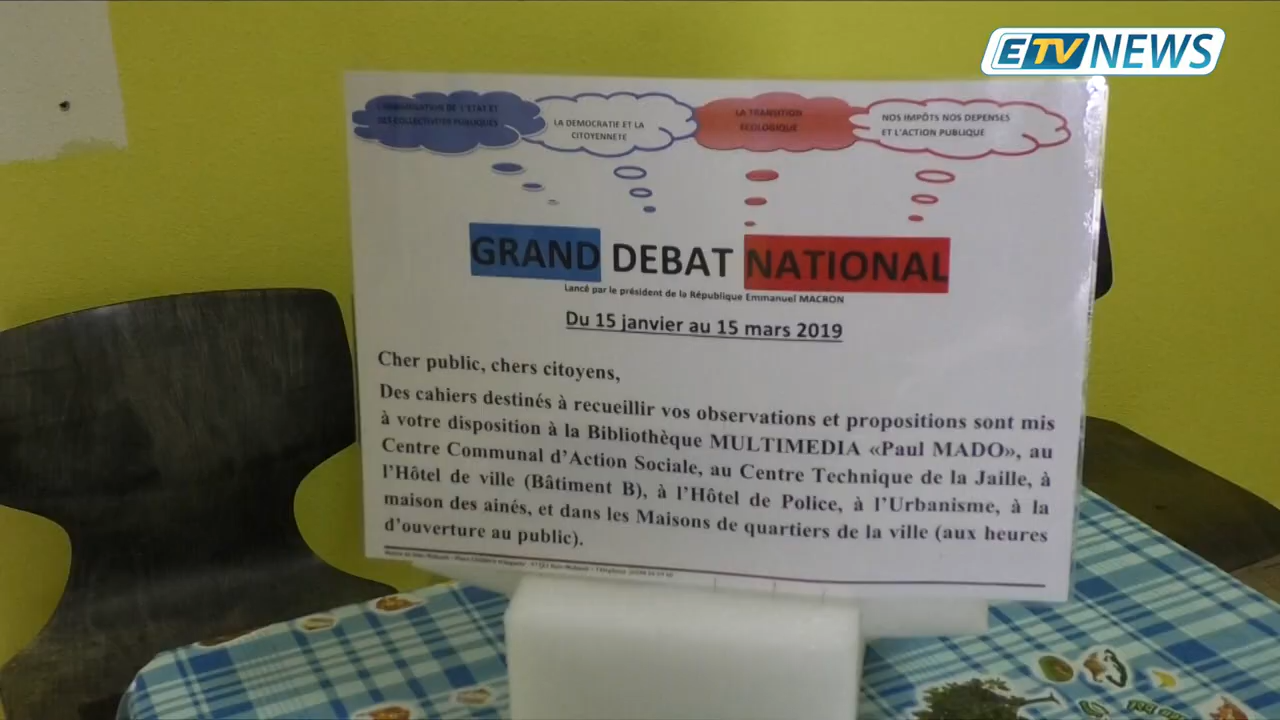 ETV NEWS
L'ORGANISATION DE L'ETAT ET
DES COLLECTIVITES PUBLIQUES
LA DEMOCRATIE ET LA
CITOYENNETE
LA TRANSITION
ECOLOGIQUE
NOS IMPÔTS NOS DEPENSES
ET L'ACTION PUBLIQUE
GRAND DEBAT NATIONAL
Lancé par le président de la République Emmanuel MACRON
Du 15 janvier au 15 mars 2019
Cher public, chers citoyens,
Des cahiers destinés à recueillir vos observations et propositions sont mis
à votre disposition à la Bibliothèque MULTIMEDIA «Paul MADO», au
Centre Communal d'Action Sociale, au Centre Technique de la Jaille, à
l'Hôtel de ville (Bâtiment B), à l'Hôtel de Police, à l'Urbanisme, à la
maison des ainés, et dans les Maisons de quartiers de la ville (aux heures
d'ouverture au public).